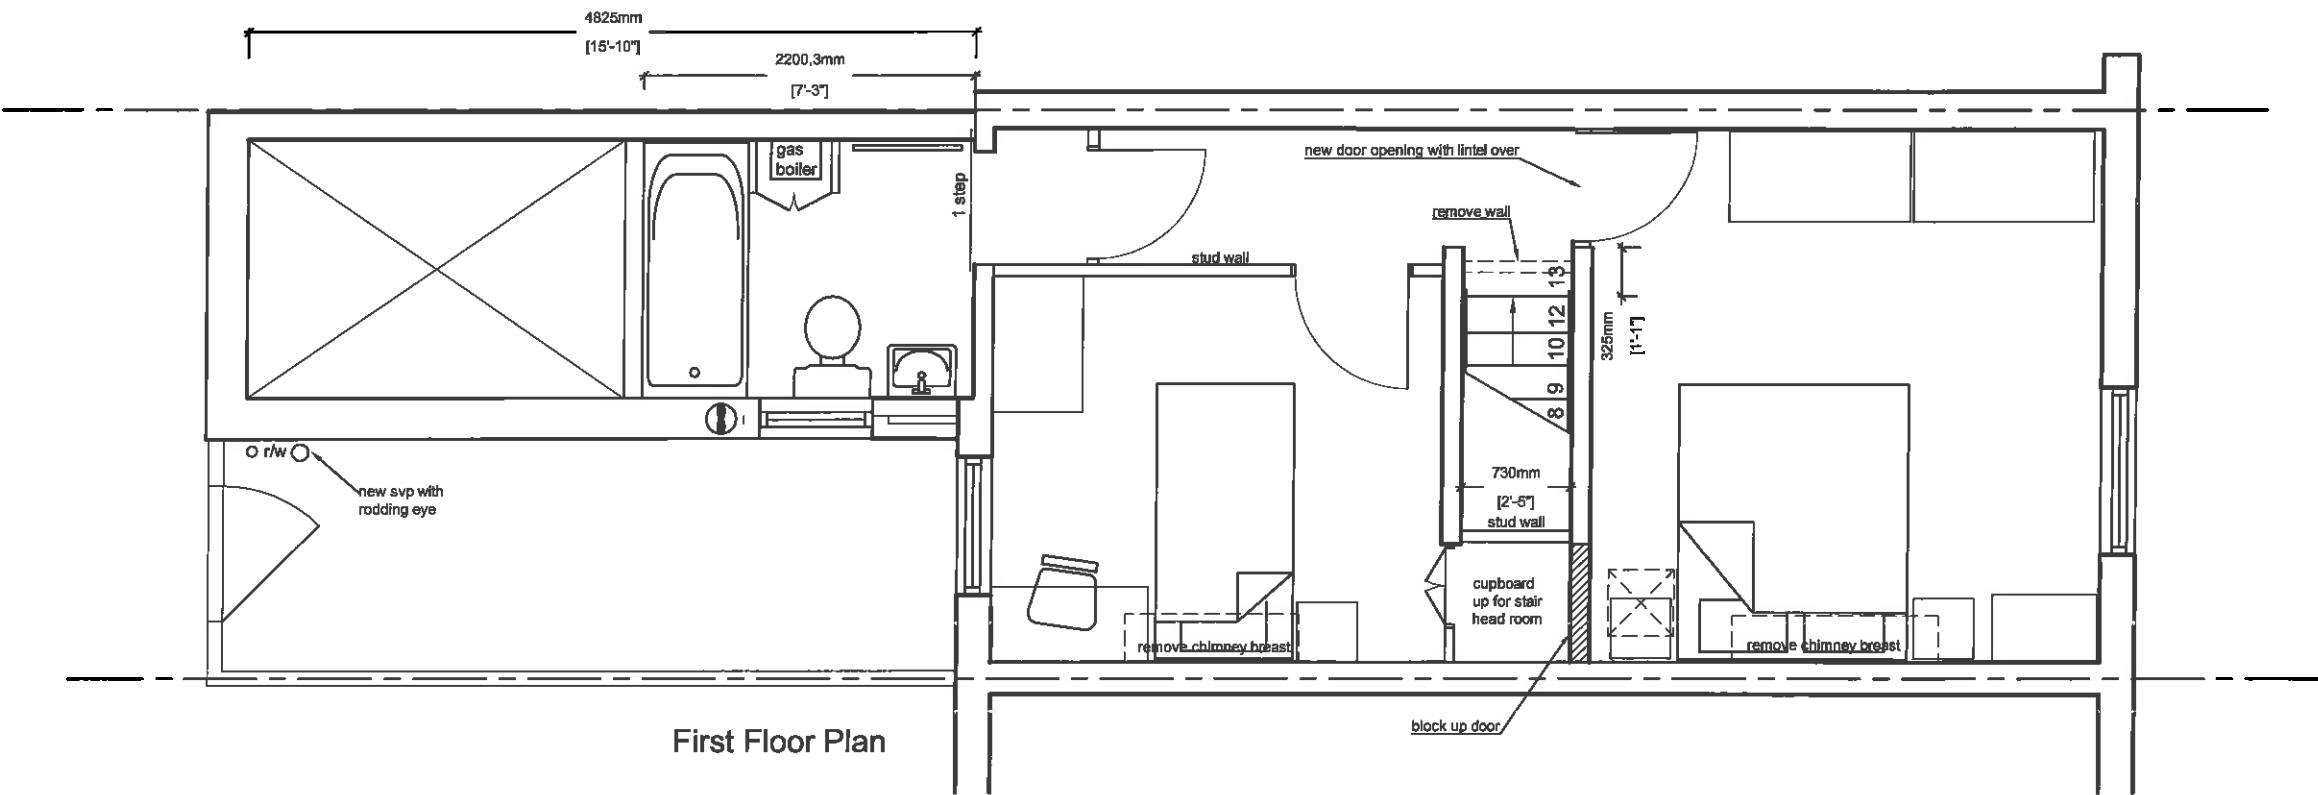 4825mm
[15'-10"]
2200,3mm
[7'-3"]
gas
boiler
1 step
new door opening with lintel over
remove wall
stud wall
13
12
10
9
8
325mm
[1'-1"]
730mm
[2'-5"]
stud wall
r/w
new svp with
rodding eye
cupboard
up for stair
head room
remove chimney breast
remove chimney breast
block up door
First Floor Plan